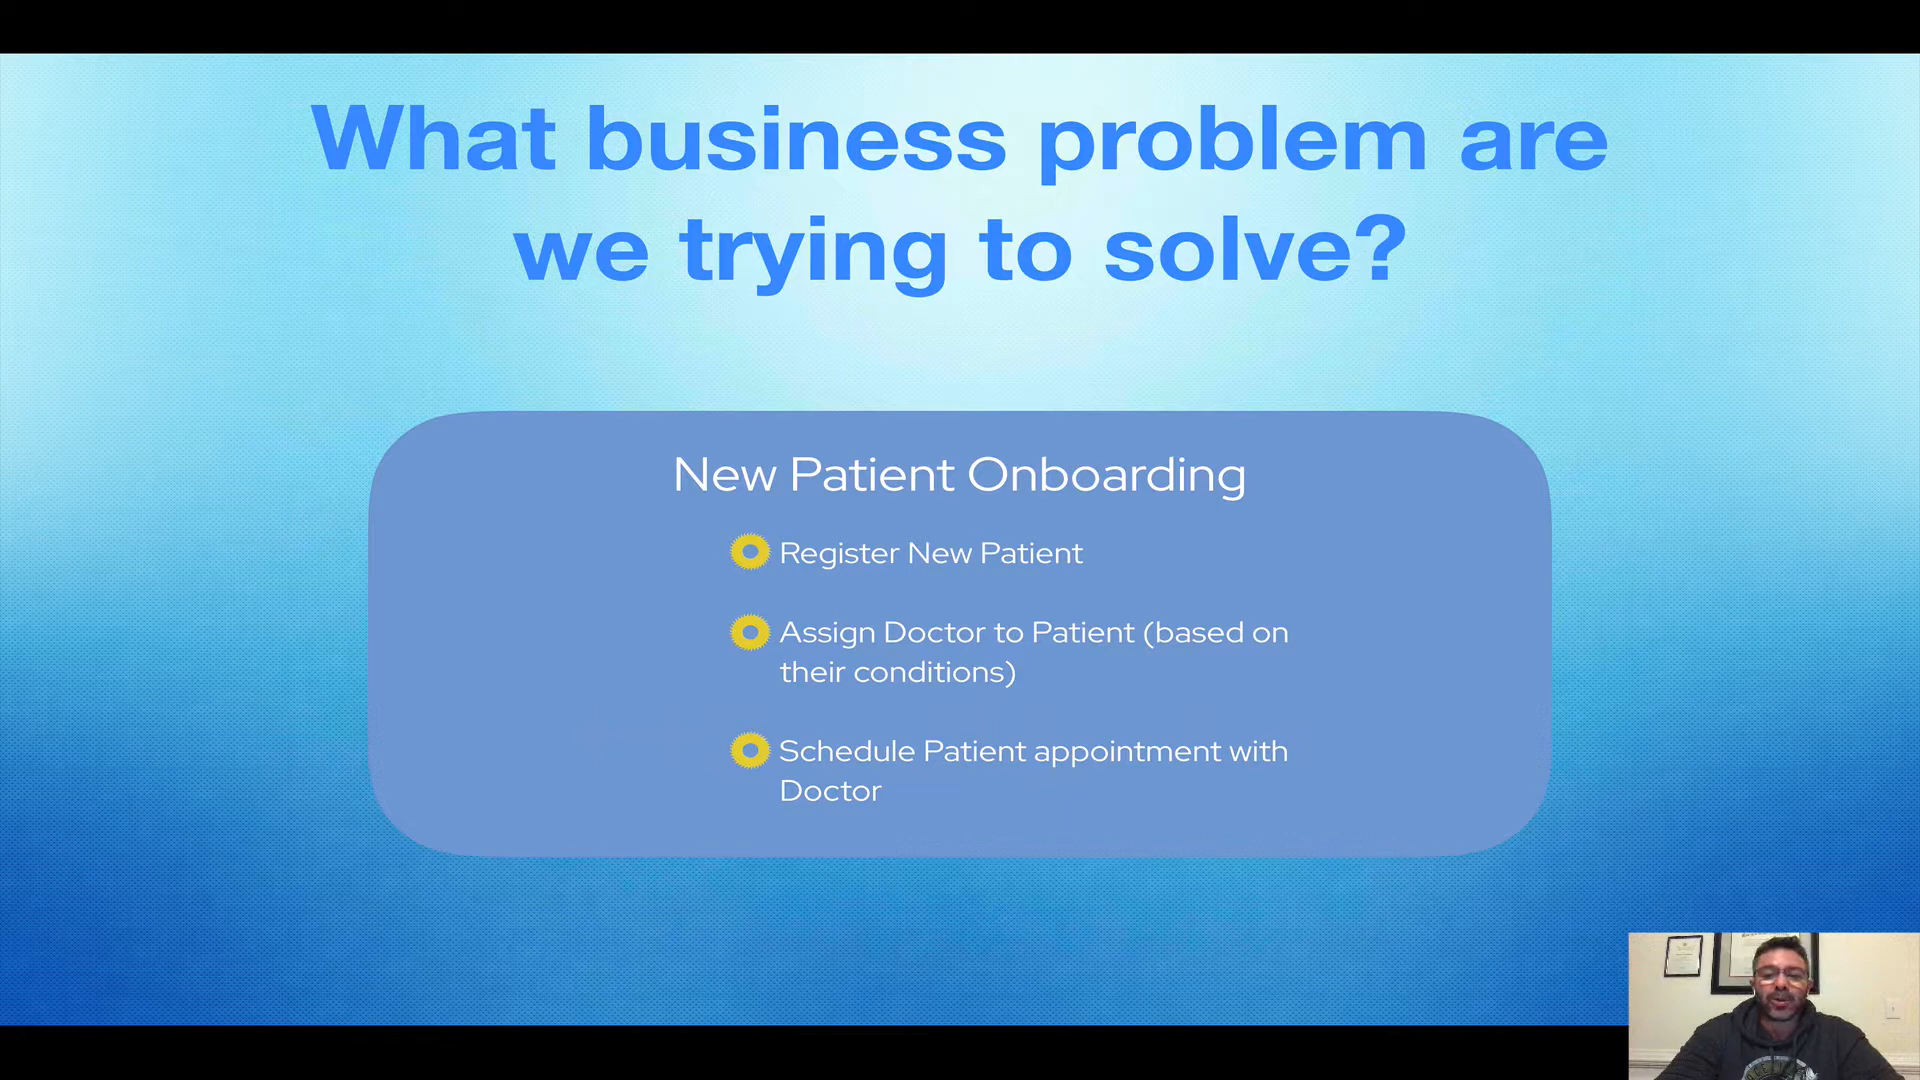 What business problem are
we trying to solve?
New Patient Onboarding
Register New Patient
Assign Doctor to Patient (based on
their conditions)
Schedule Patient appointment with
Doctor